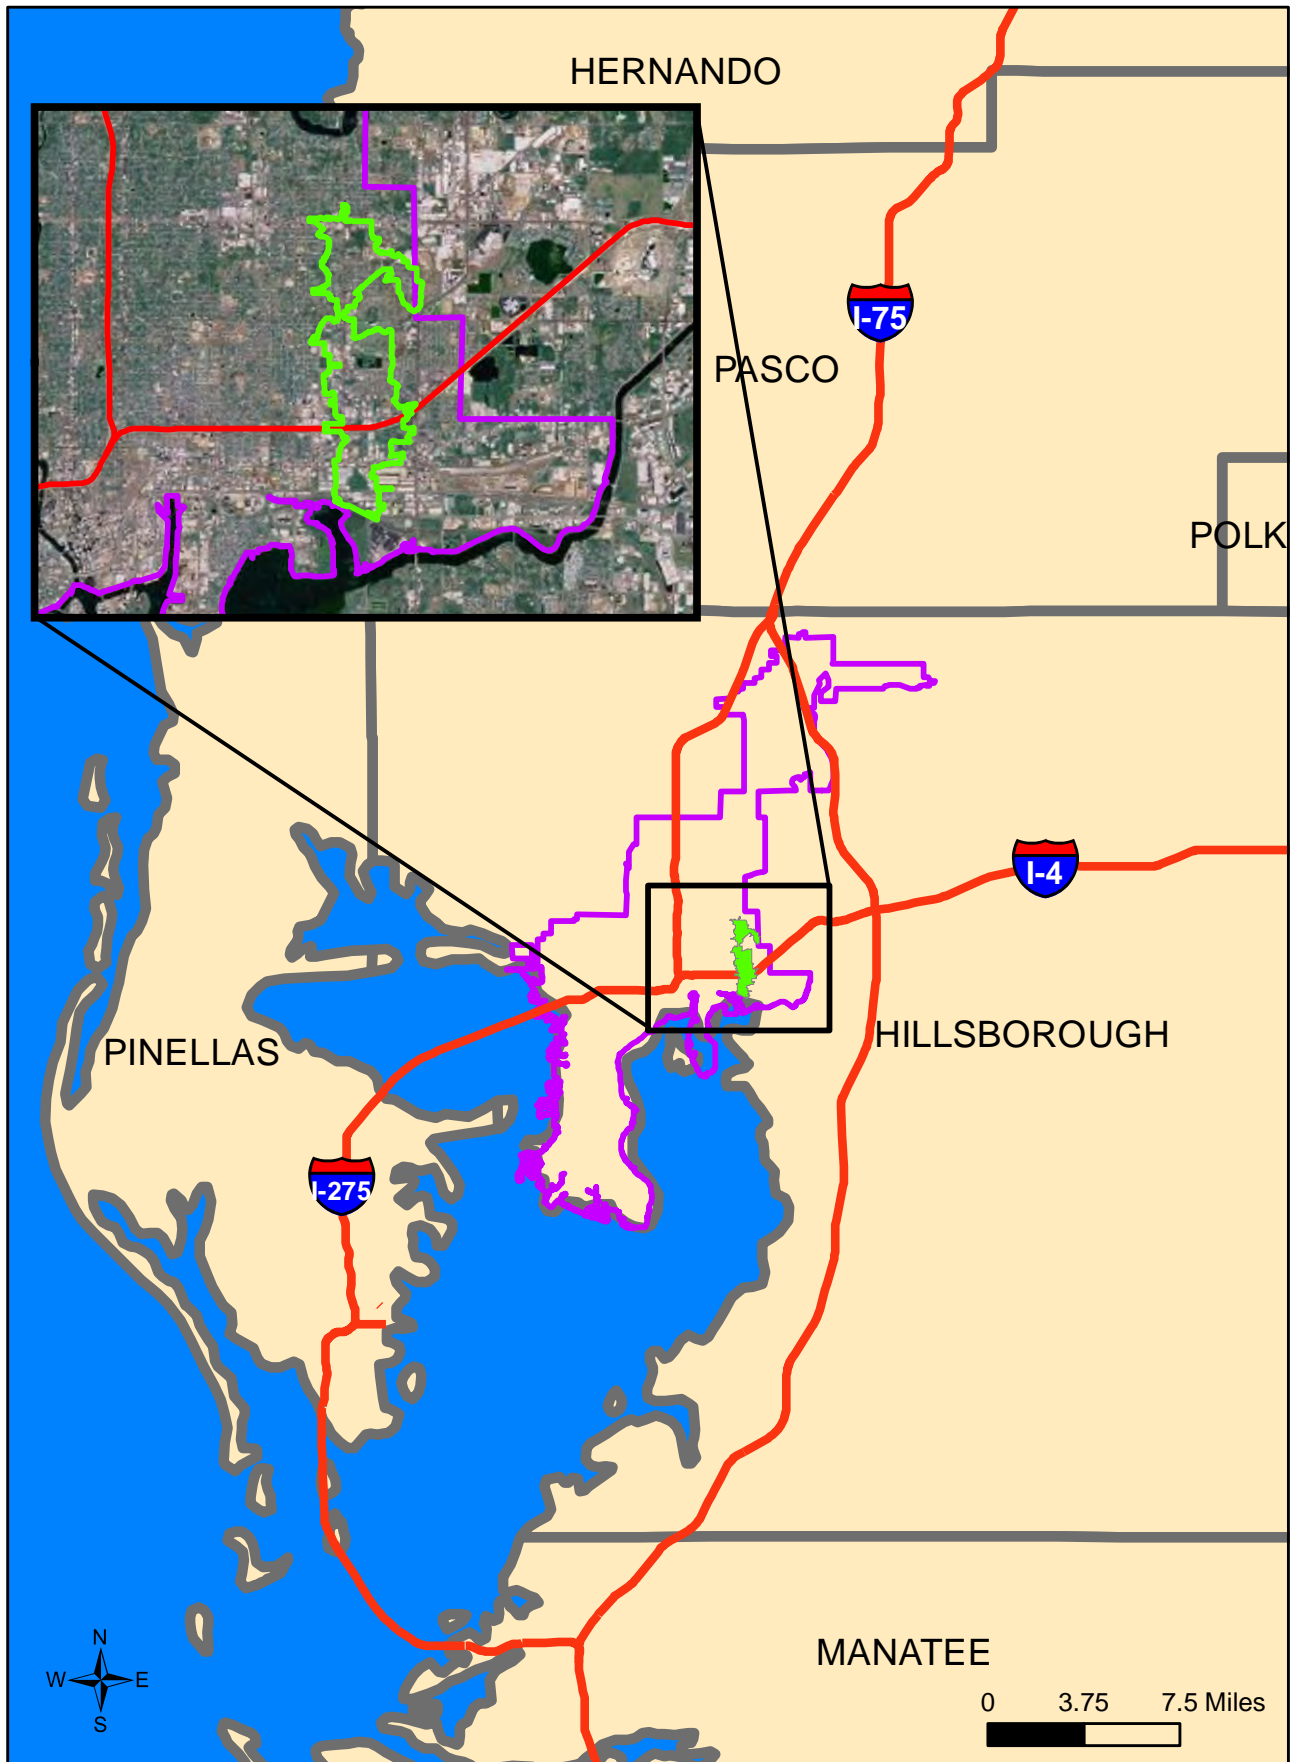 HERNANDO
I-75
PASCO
POLK
I-4
HILLSBOROUGH
PINELLAS
I-275
N
W E
S
MANATEE
0 3.75 7.5 Miles